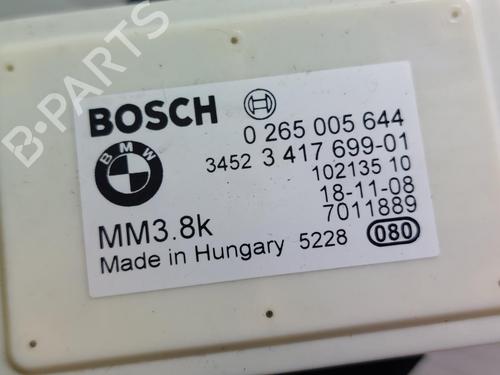 BOSCH
0 265 005 644
BMW
3452 3 417 699-01
102135 10
18-11-08
7011889
MM3.8k
Made in Hungary 5228 080
B-PARTS